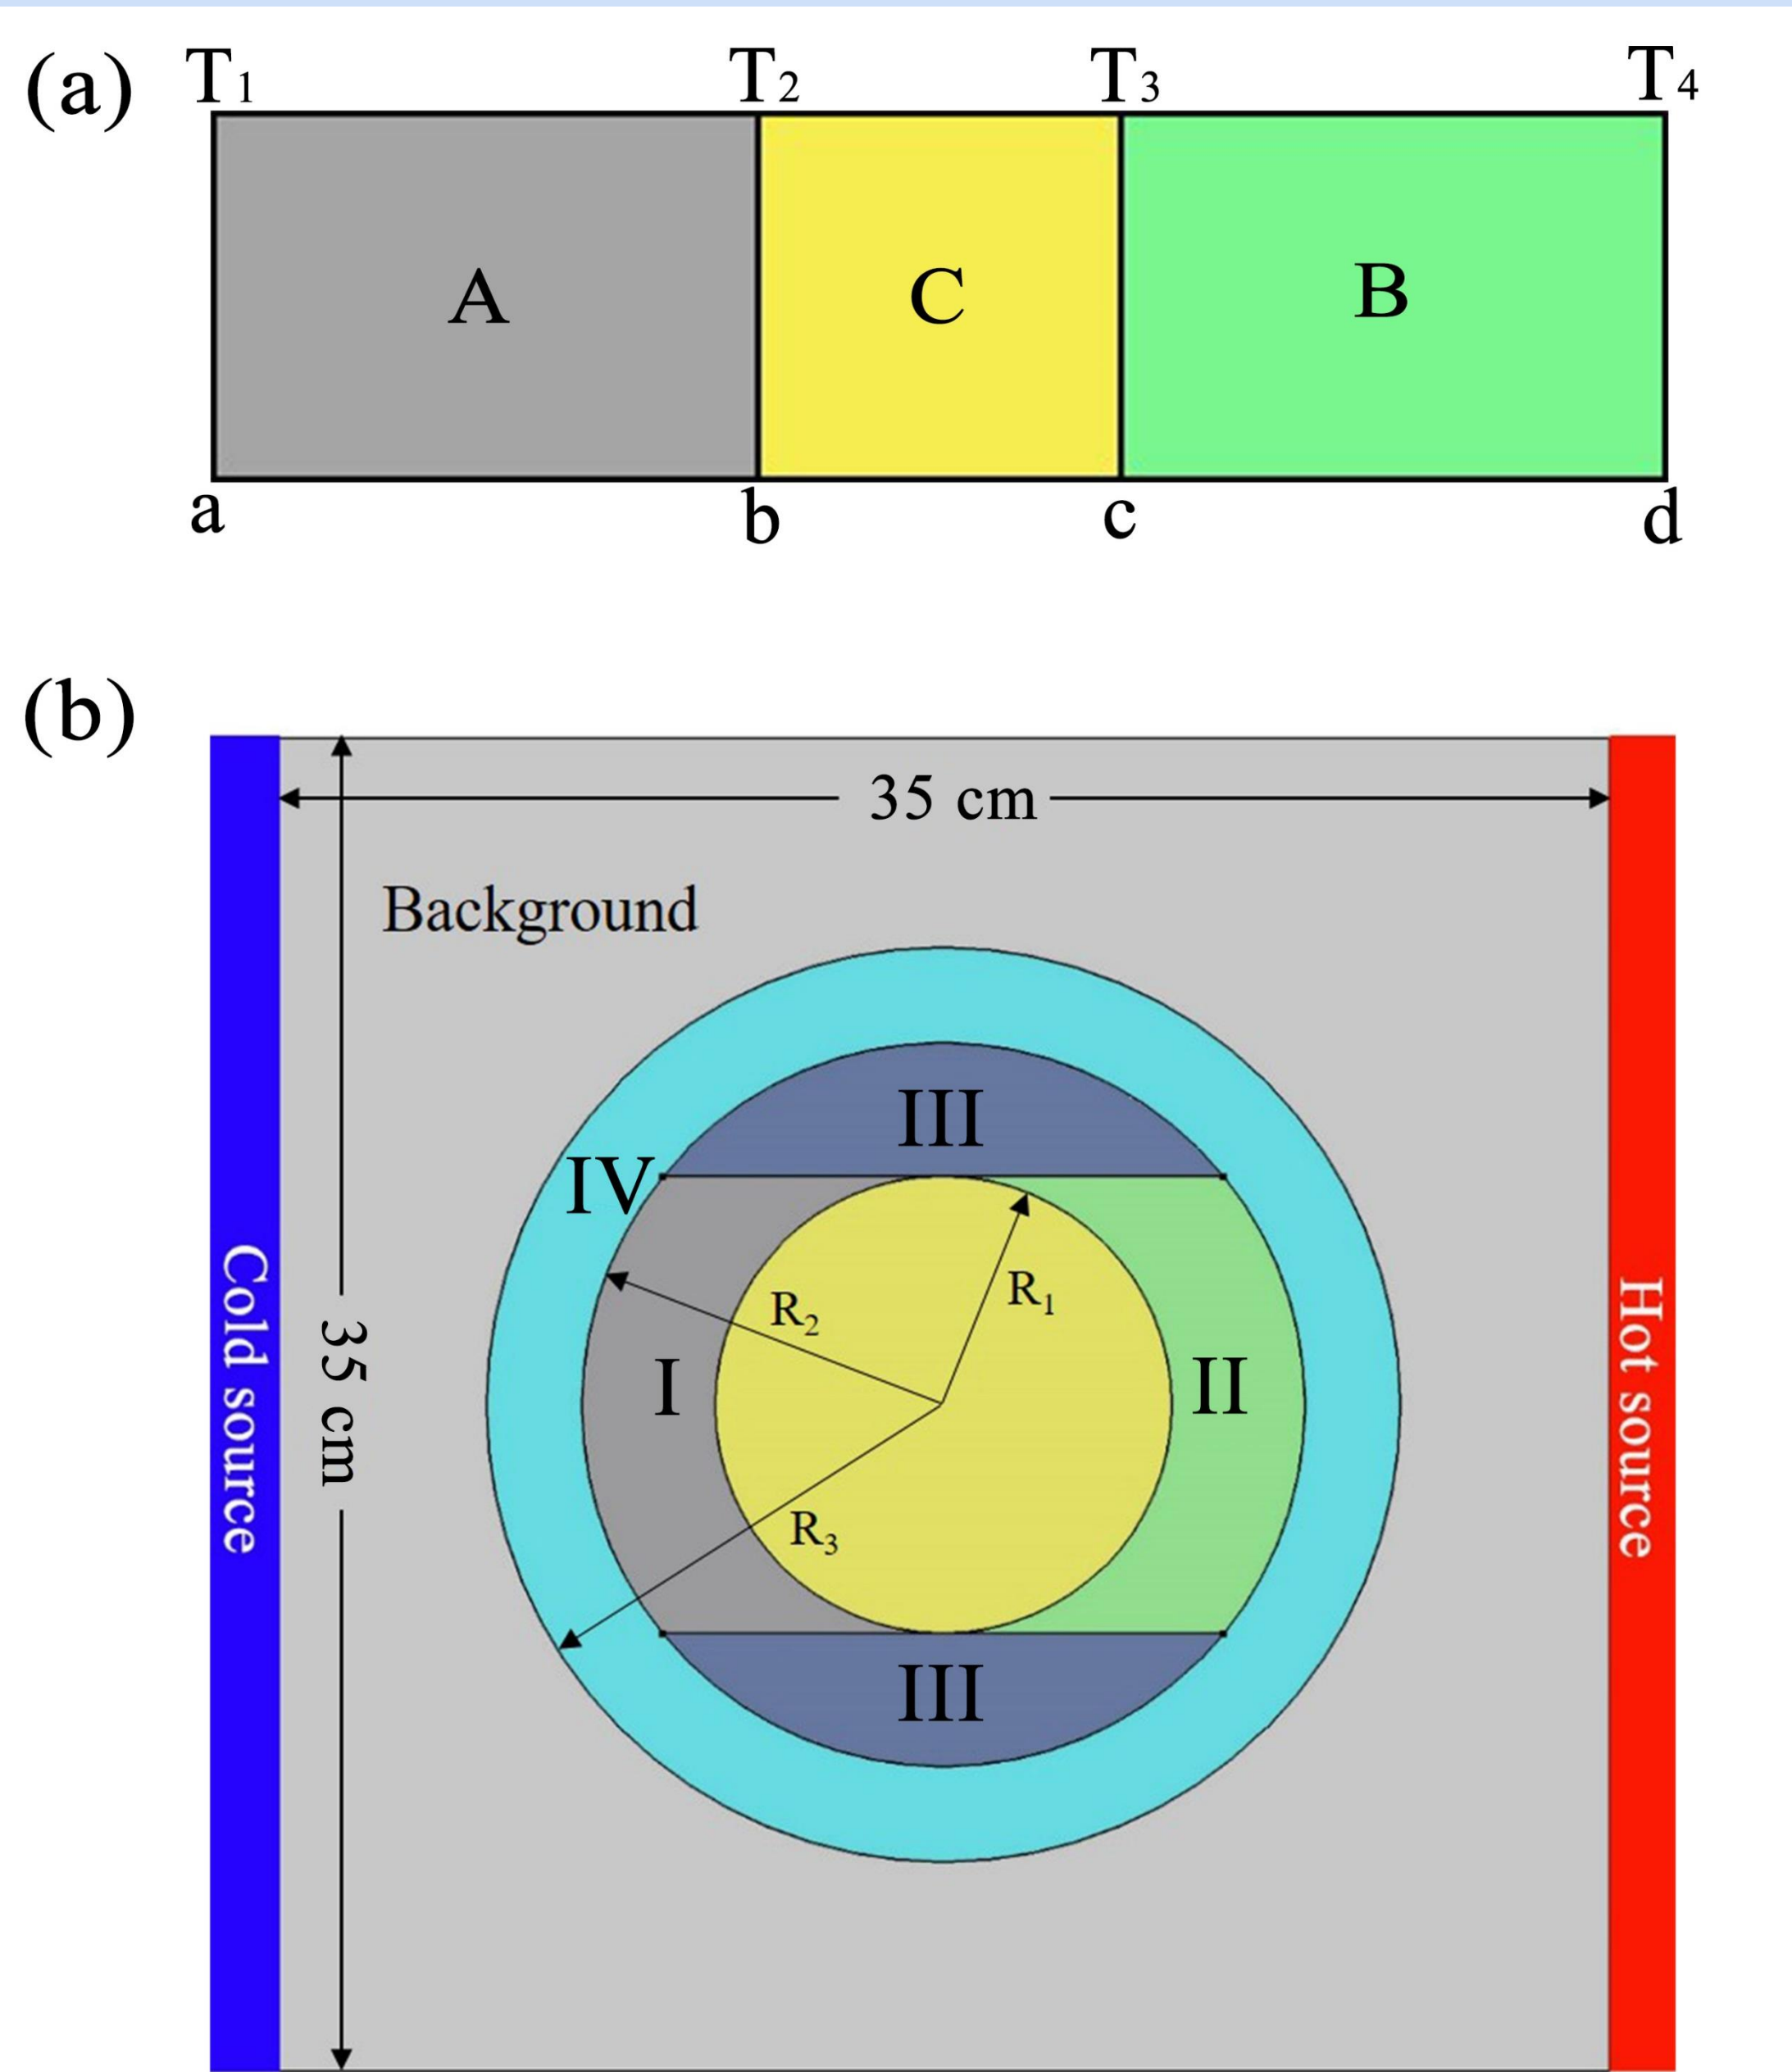 (a)
T₁ T₂ T₃ T₄
A C B
a b c d
(b)
35 cm
Background
III
IV
R₁
R₂
I II
Cold source
35 cm
Hot source
R₃
III